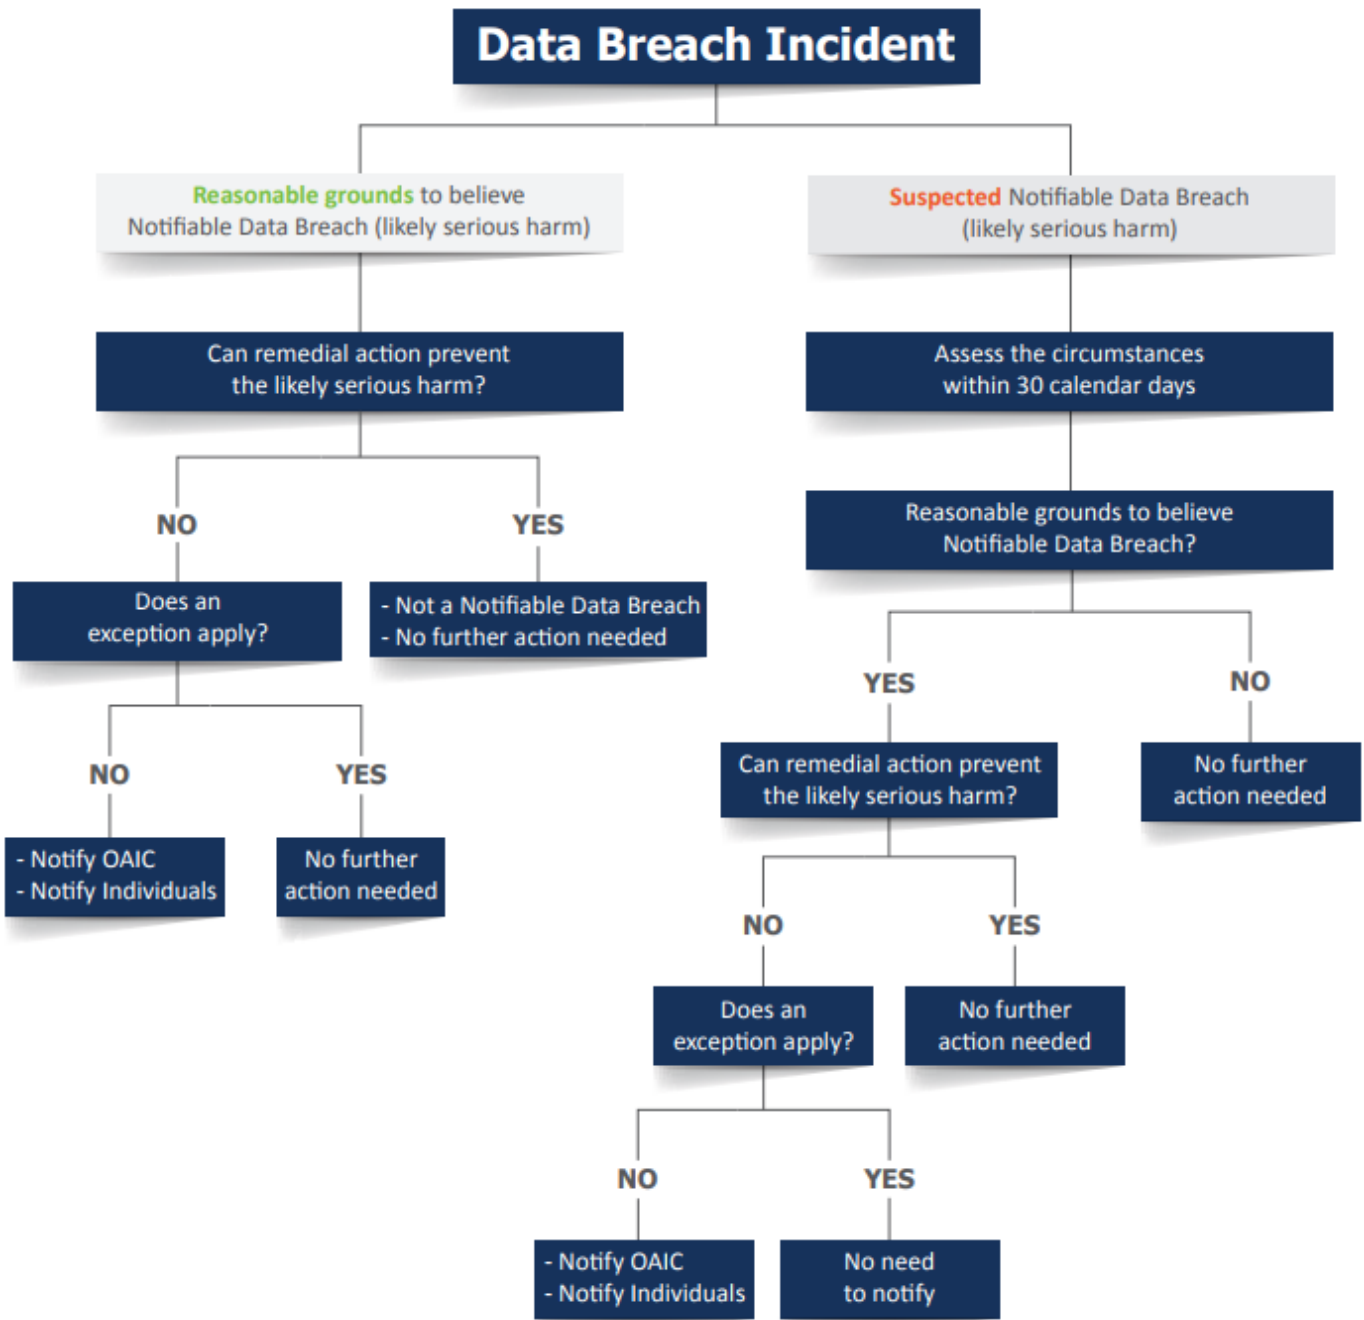 Data Breach Incident
Reasonable grounds to believe
Notifiable Data Breach (likely serious harm)
Suspected Notifiable Data Breach
(likely serious harm)
Can remedial action prevent
the likely serious harm?
Assess the circumstances
within 30 calendar days
NO
YES
Reasonable grounds to believe
Notifiable Data Breach?
Does an
exception apply?
- Not a Notifiable Data Breach
- No further action needed
YES
NO
NO
YES
Can remedial action prevent
the likely serious harm?
No further
action needed
- Notify OAIC
- Notify Individuals
No further
action needed
NO
YES
Does an
exception apply?
No further
action needed
NO
YES
- Notify OAIC
- Notify Individuals
No need
to notify